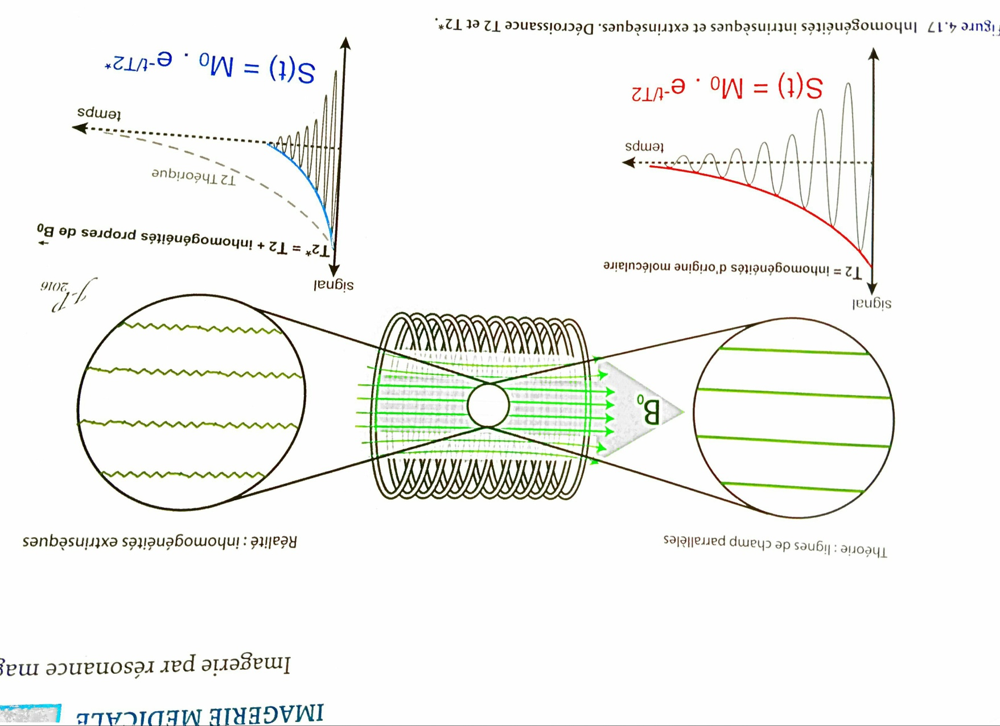 IMAGERIE MEDICALE
Imagerie par résonance mag
Théorie : lignes de champ parrallèles
Réalité : inhomogénéités extrinsèques
B₀
J-P
2016
signal
T2 = inhomogénéités d'origine moléculaire
temps
S(t) = M₀ . e-t/T2
signal
T2* = T2 + inhomogénéités propres de B₀
T2 Théorique
temps
S(t) = M₀ . e-t/T2*
Figure 4.17 Inhomogénéités intrinsèques et extrinsèques. Décroissance T2 et T2*.